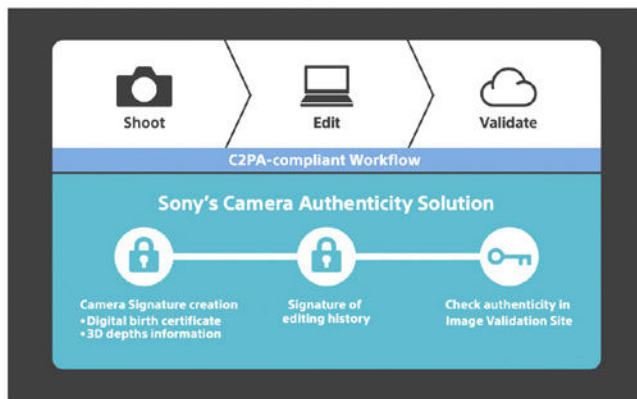 Shoot
Edit
Validate
C2PA-compliant Workflow
Sony's Camera Authenticity Solution
Camera Signature creation
•Digital birth certificate
•3D depths information
Signature of
editing history
Check authenticity in
Image Validation Site